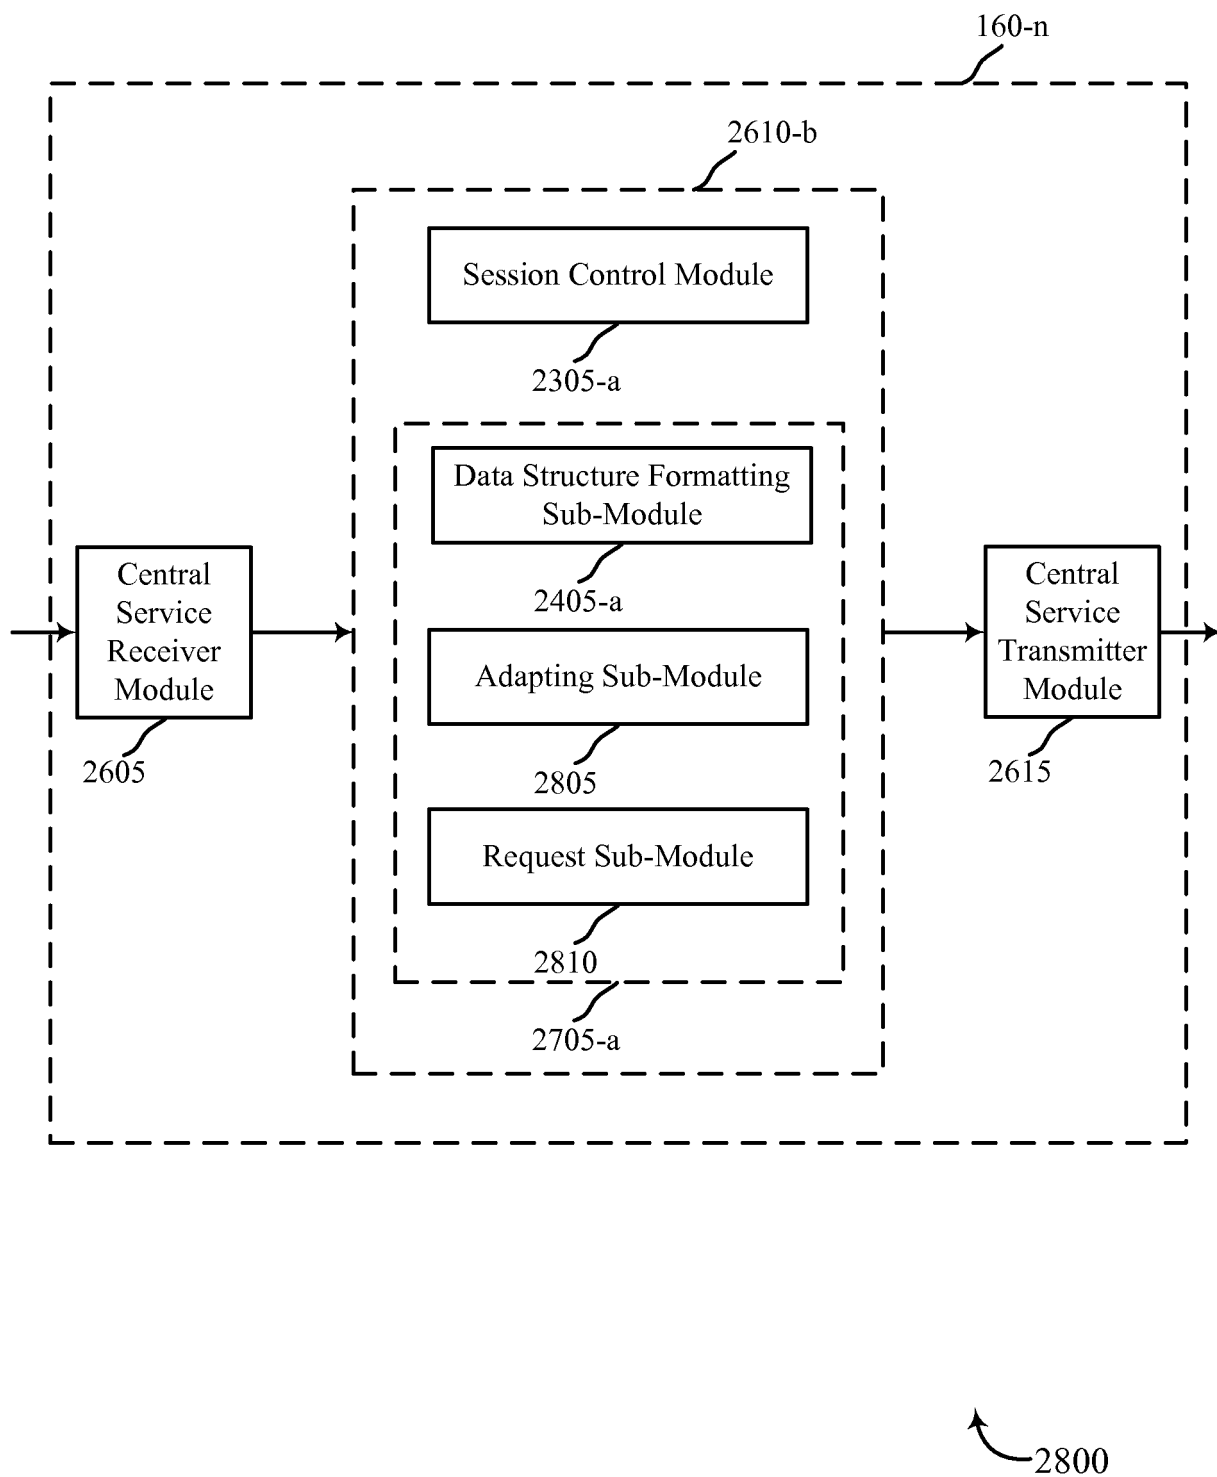 160-n
2610-b
Session Control Module
2305-a
Data Structure Formatting
Sub-Module
2405-a
Central
Service
Receiver
Module
2605
Adapting Sub-Module
2805
Central
Service
Transmitter
Module
2615
Request Sub-Module
2810
2705-a
2800